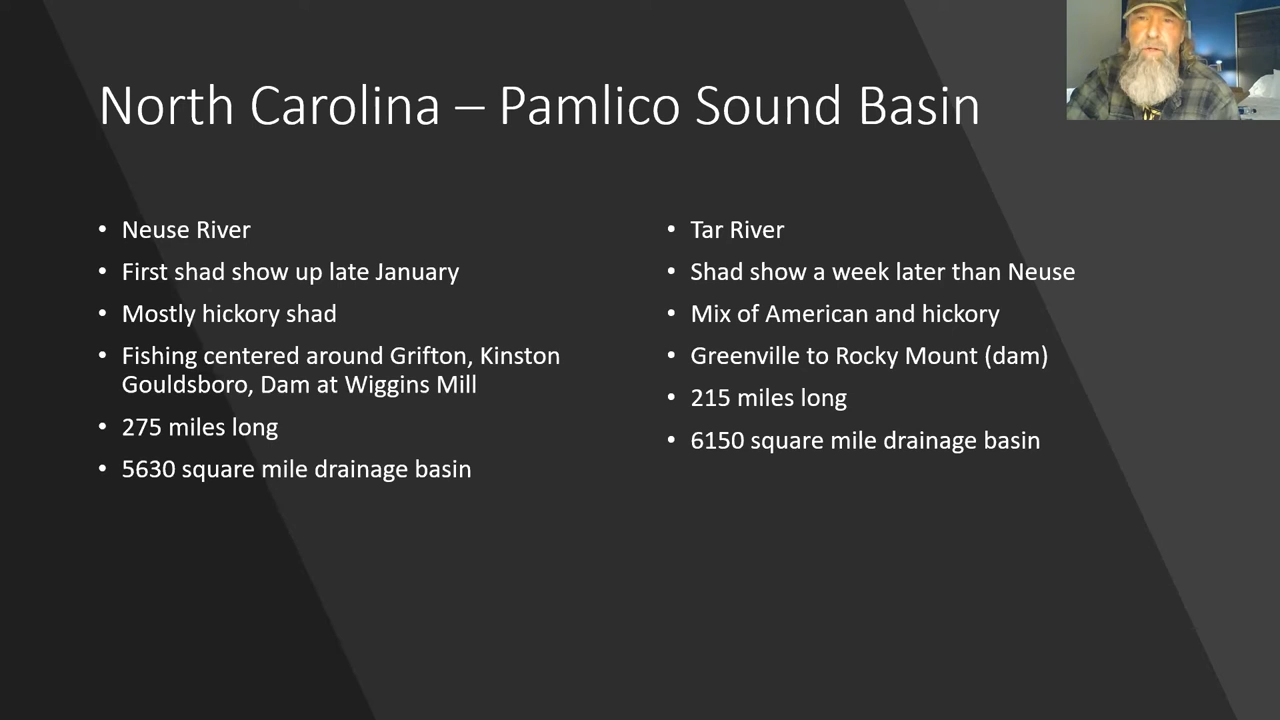 North Carolina – Pamlico Sound Basin
• Neuse River
• First shad show up late January
• Mostly hickory shad
• Fishing centered around Grifton, Kinston
Gouldsboro, Dam at Wiggins Mill
• 275 miles long
• 5630 square mile drainage basin
• Tar River
• Shad show a week later than Neuse
• Mix of American and hickory
• Greenville to Rocky Mount (dam)
• 215 miles long
• 6150 square mile drainage basin